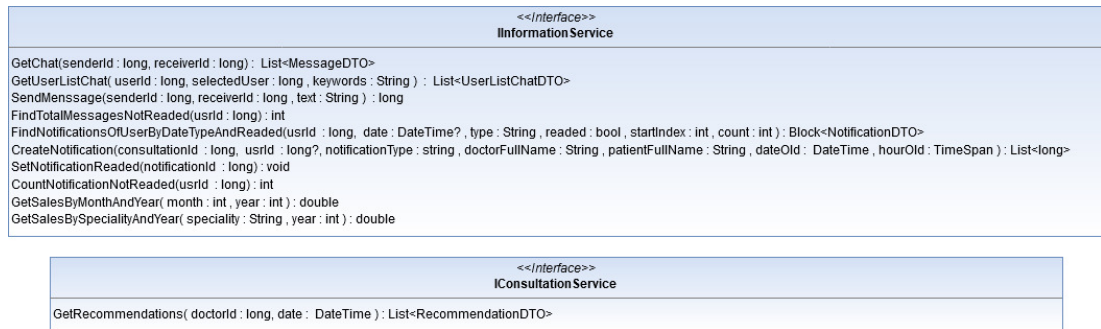 <<Interface>>
IInformationService
GetChat(senderId : long, receiverId : long) : List<MessageDTO>
GetUserListChat( userId : long, selectedUser : long , keywords : String ) : List<UserListChatDTO>
SendMenssage(senderId : long, receiverId : long , text : String ) : long
FindTotalMessagesNotReaded(usrId : long) : int
FindNotificationsOfUserByDateTypeAndReaded(usrId : long, date : DateTime? , type : String , readed : bool , startIndex : int , count : int ) : Block<NotificationDTO>
CreateNotification(consultationId : long, usrId : long?, notificationType : string , doctorFullName : String , patientFullName : String , dateOld : DateTime , hourOld : TimeSpan ) : List<long>
SetNotificationReaded(notificationId : long) : void
CountNotificationNotReaded(usrId : long) : int
GetSalesByMonthAndYear( month : int , year : int ) : double
GetSalesBySpecialityAndYear( speciality : String , year : int ) : double
<<Interface>>
IConsultationService
GetRecommendations( doctorId : long, date : DateTime ) : List<RecommendationDTO>